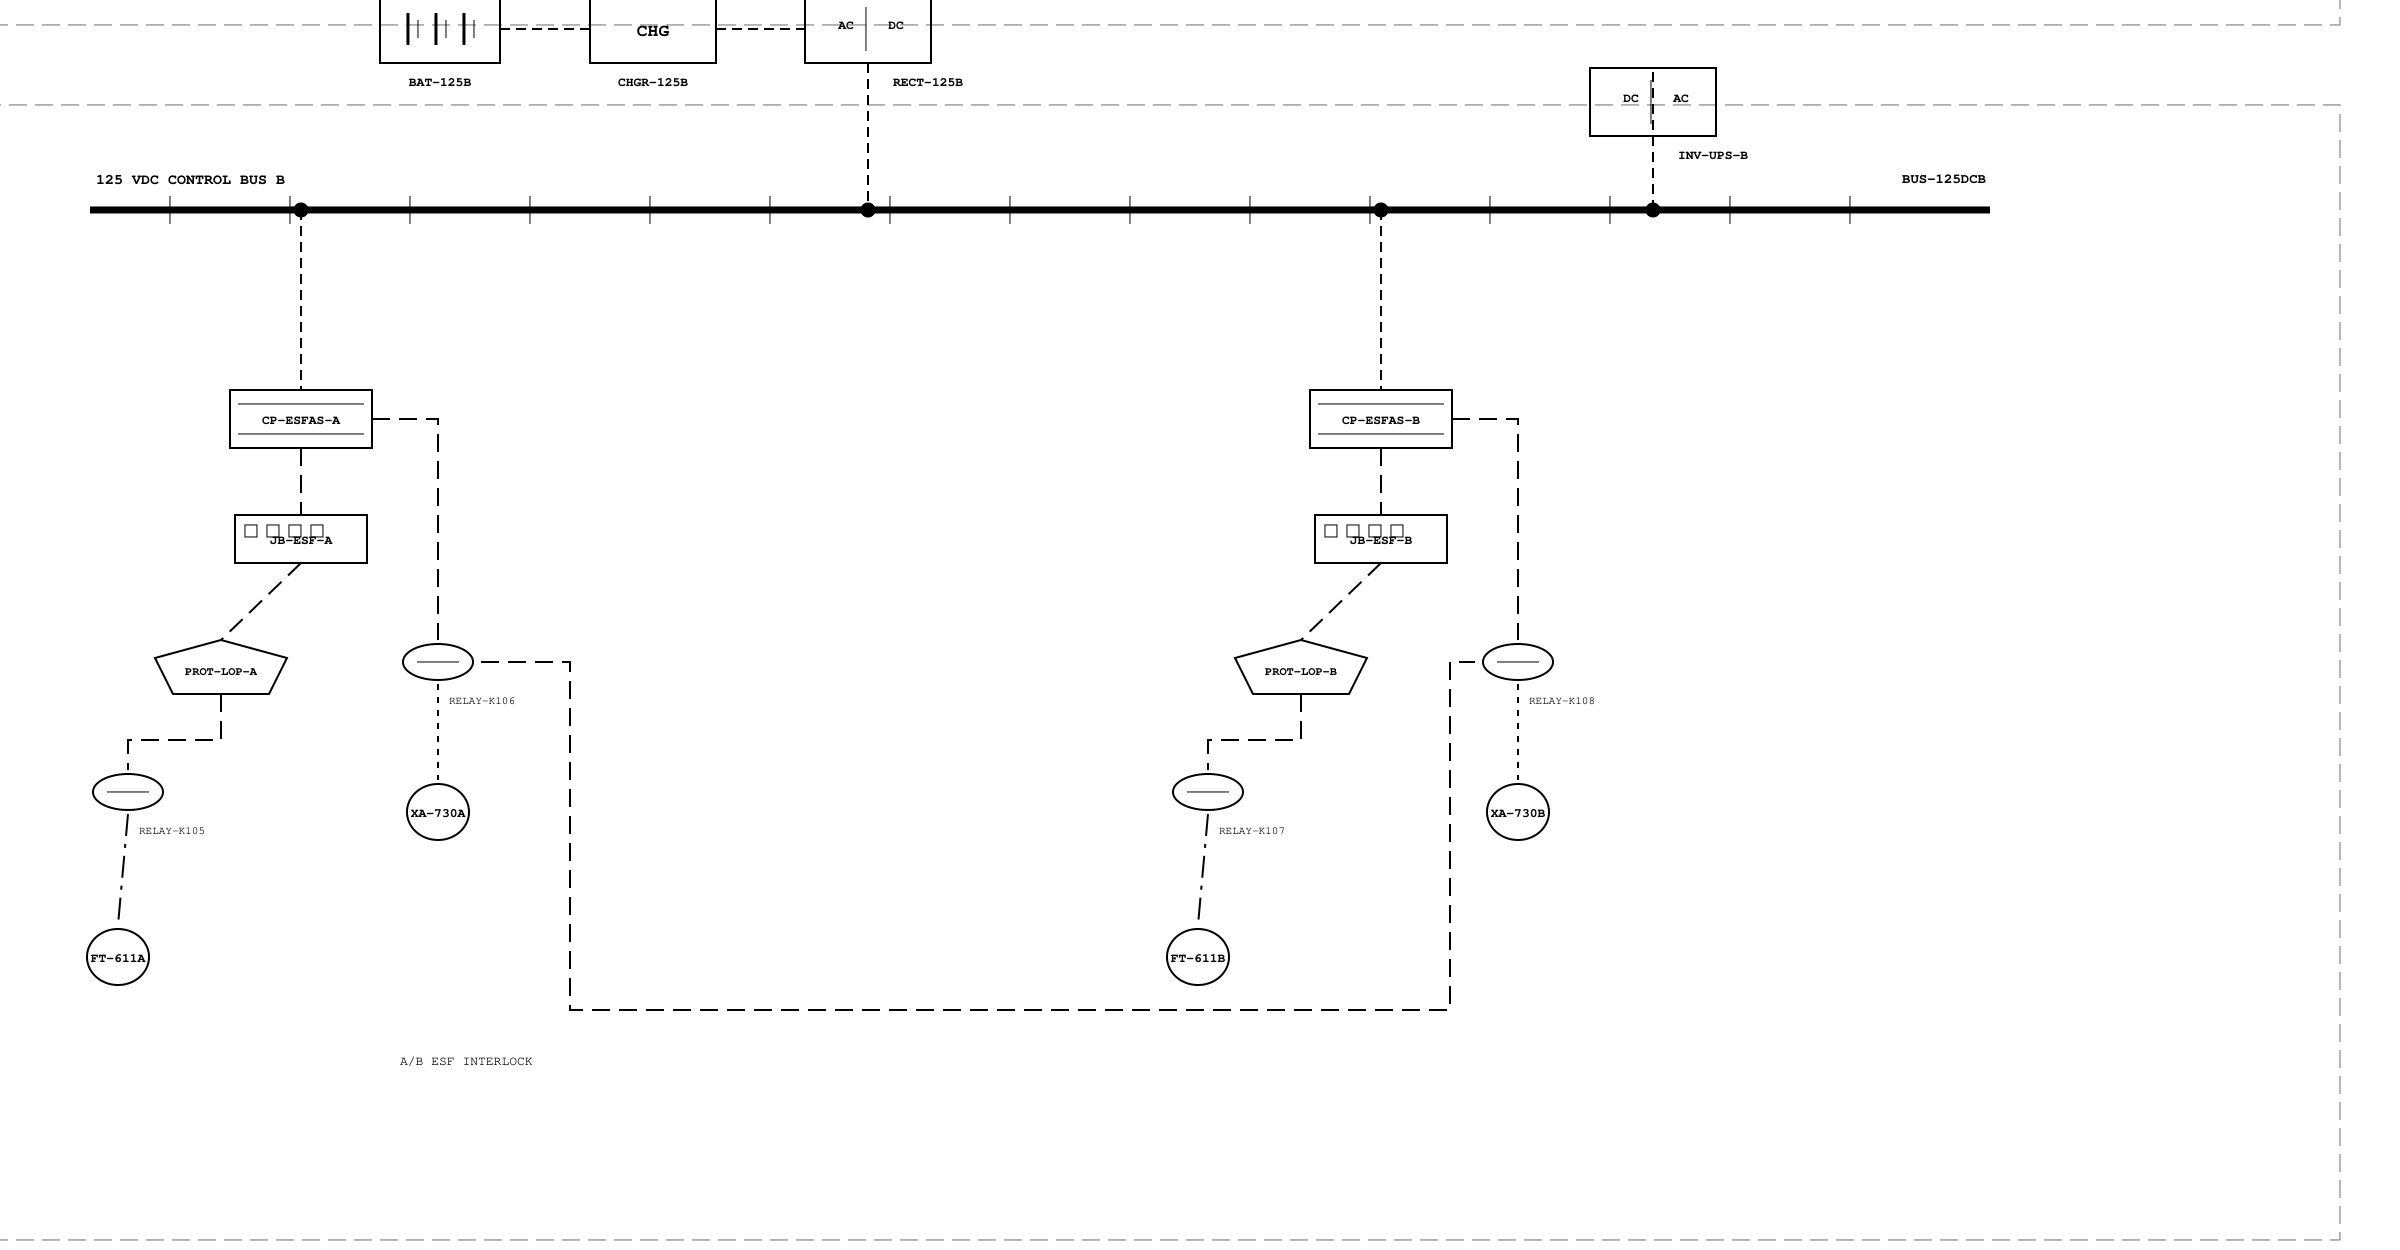 CHG
AC
DC
BAT-125B
CHGR-125B
RECT-125B
DC
AC
INV-UPS-B
125 VDC CONTROL BUS B
BUS-125DCB
CP-ESFAS-A
CP-ESFAS-B
JB-ESF-A
JB-ESF-B
PROT-LOP-A
PROT-LOP-B
RELAY-K106
RELAY-K108
XA-730A
XA-730B
RELAY-K105
RELAY-K107
FT-611A
FT-611B
A/B ESF INTERLOCK